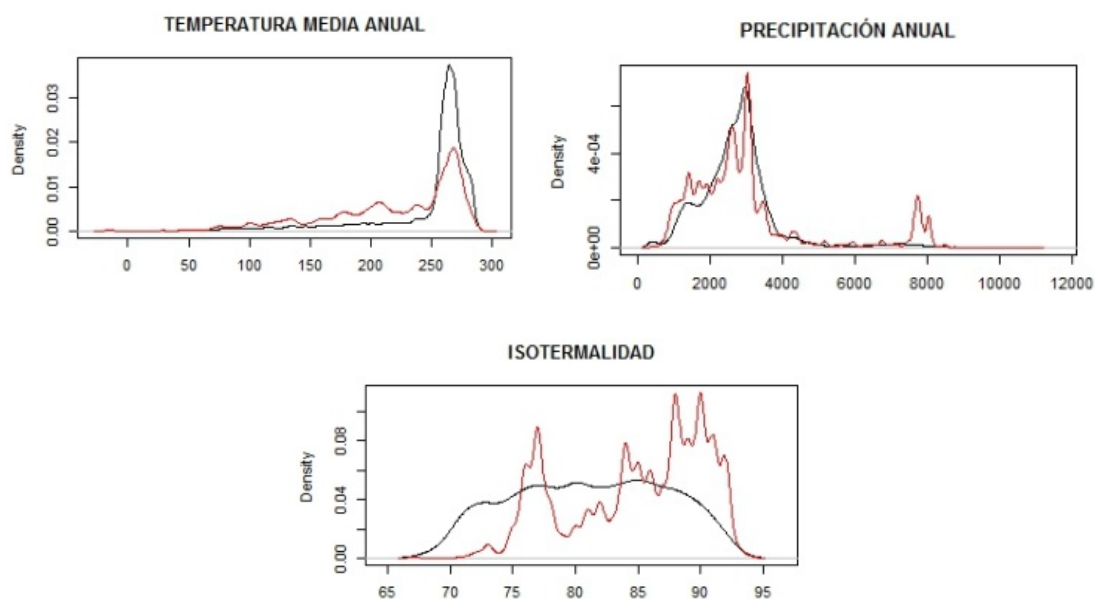 TEMPERATURA MEDIA ANUAL
Density
0.00 0.01 0.02 0.03
0 50 100 150 200 250 300
PRECIPITACIÓN ANUAL
Density
0e+00 4e-04
0 2000 4000 6000 8000 10000 12000
ISOTERMALIDAD
Density
0.00 0.04 0.08
65 70 75 80 85 90 95